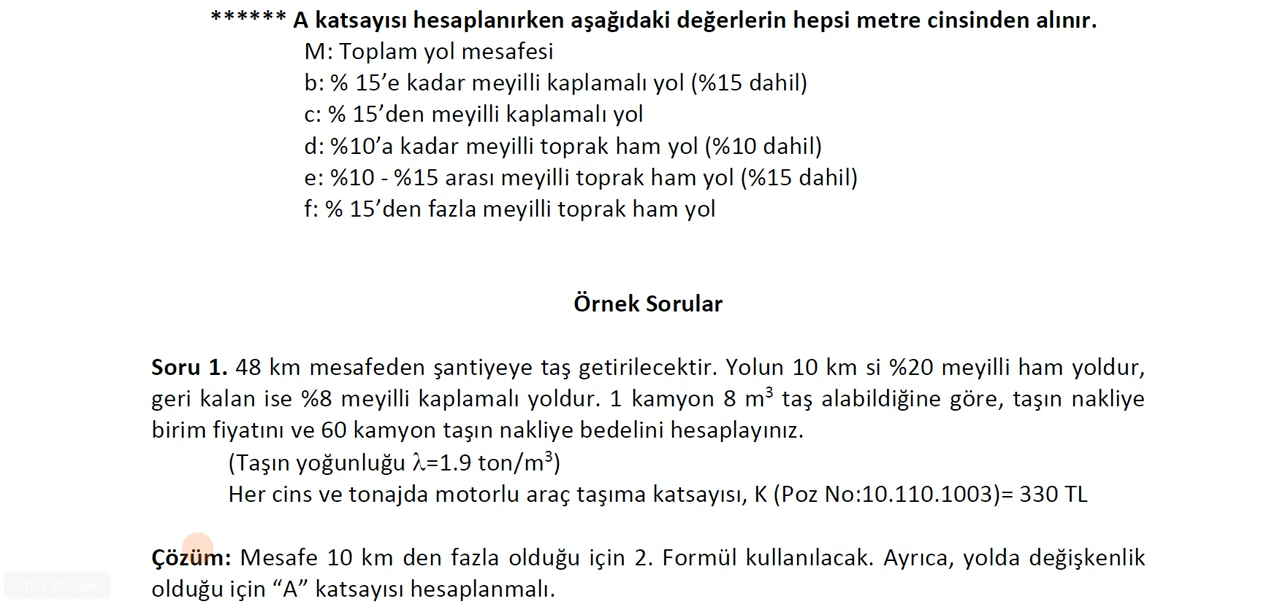 ****** A katsayısı hesaplanırken aşağıdaki değerlerin hepsi metre cinsinden alınır.
M: Toplam yol mesafesi
b: % 15’e kadar meyilli kaplamalı yol (%15 dahil)
c: % 15’den meyilli kaplamalı yol
d: %10’a kadar meyilli toprak ham yol (%10 dahil)
e: %10 - %15 arası meyilli toprak ham yol (%15 dahil)
f: % 15’den fazla meyilli toprak ham yol
Örnek Sorular
Soru 1. 48 km mesafeden şantiyeye taş getirilecektir. Yolun 10 km si %20 meyilli ham yoldur,
geri kalan ise %8 meyilli kaplamalı yoldur. 1 kamyon 8 m³ taş alabildiğine göre, taşın nakliye
birim fiyatını ve 60 kamyon taşın nakliye bedelini hesaplayınız.
(Taşın yoğunluğu λ=1.9 ton/m³)
Her cins ve tonajda motorlu araç taşıma katsayısı, K (Poz No:10.110.1003)= 330 TL
Çözüm: Mesafe 10 km den fazla olduğu için 2. Formül kullanılacak. Ayrıca, yolda değişkenlik
olduğu için “A” katsayısı hesaplanmalı.